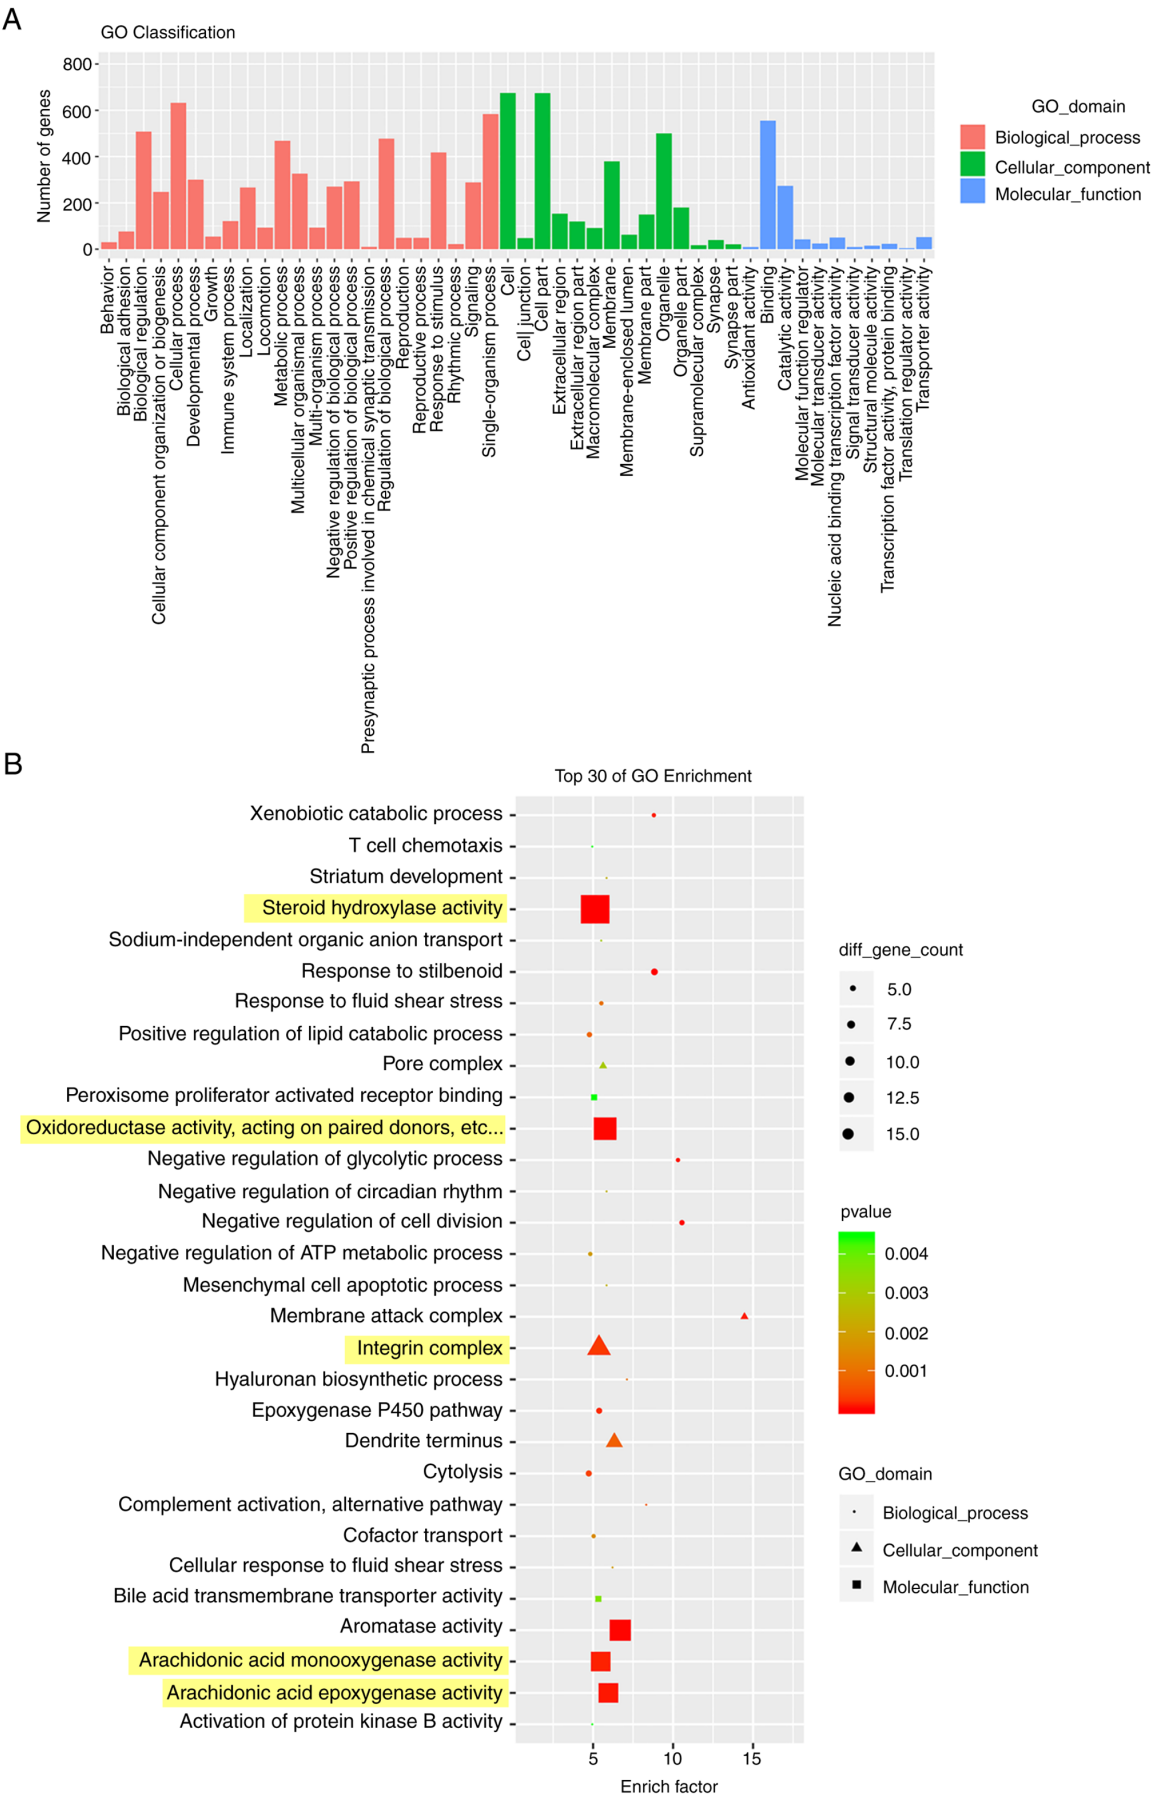 A
GO Classification
800
600
400
200
0
Number of genes
GO_domain
Biological_process
Cellular_component
Molecular_function
Behavior
Biological adhesion
Biological regulation
Cellular component organization or biogenesis
Cellular process
Developmental process
Growth
Immune system process
Localization
Locomotion
Metabolic process
Multicellular organismal process
Multi-organism process
Negative regulation of biological process
Positive regulation of biological process
Presynaptic process involved in chemical synaptic transmission
Regulation of biological process
Reproduction
Reproductive process
Response to stimulus
Rhythmic process
Signaling
Single-organism process
Cell
Cell junction
Cell part
Extracellular region
Extracellular region part
Macromolecular complex
Membrane
Membrane-enclosed lumen
Membrane part
Organelle
Organelle part
Supramolecular complex
Synapse
Synapse part
Antioxidant activity
Binding
Catalytic activity
Molecular function regulator
Molecular transducer activity
Nucleic acid binding transcription factor activity
Signal transducer activity
Structural molecule activity
Transcription factor activity, protein binding
Translation regulator activity
Transporter activity
B
Top 30 of GO Enrichment
Xenobiotic catabolic process
T cell chemotaxis
Striatum development
Steroid hydroxylase activity
Sodium-independent organic anion transport
Response to stilbenoid
Response to fluid shear stress
Positive regulation of lipid catabolic process
Pore complex
Peroxisome proliferator activated receptor binding
Oxidoreductase activity, acting on paired donors, etc...
Negative regulation of glycolytic process
Negative regulation of circadian rhythm
Negative regulation of cell division
Negative regulation of ATP metabolic process
Mesenchymal cell apoptotic process
Membrane attack complex
Integrin complex
Hyaluronan biosynthetic process
Epoxygenase P450 pathway
Dendrite terminus
Cytolysis
Complement activation, alternative pathway
Cofactor transport
Cellular response to fluid shear stress
Bile acid transmembrane transporter activity
Aromatase activity
Arachidonic acid monooxygenase activity
Arachidonic acid epoxygenase activity
Activation of protein kinase B activity
5
10
15
Enrich factor
diff_gene_count
5.0
7.5
10.0
12.5
15.0
pvalue
0.004
0.003
0.002
0.001
GO_domain
Biological_process
Cellular_component
Molecular_function